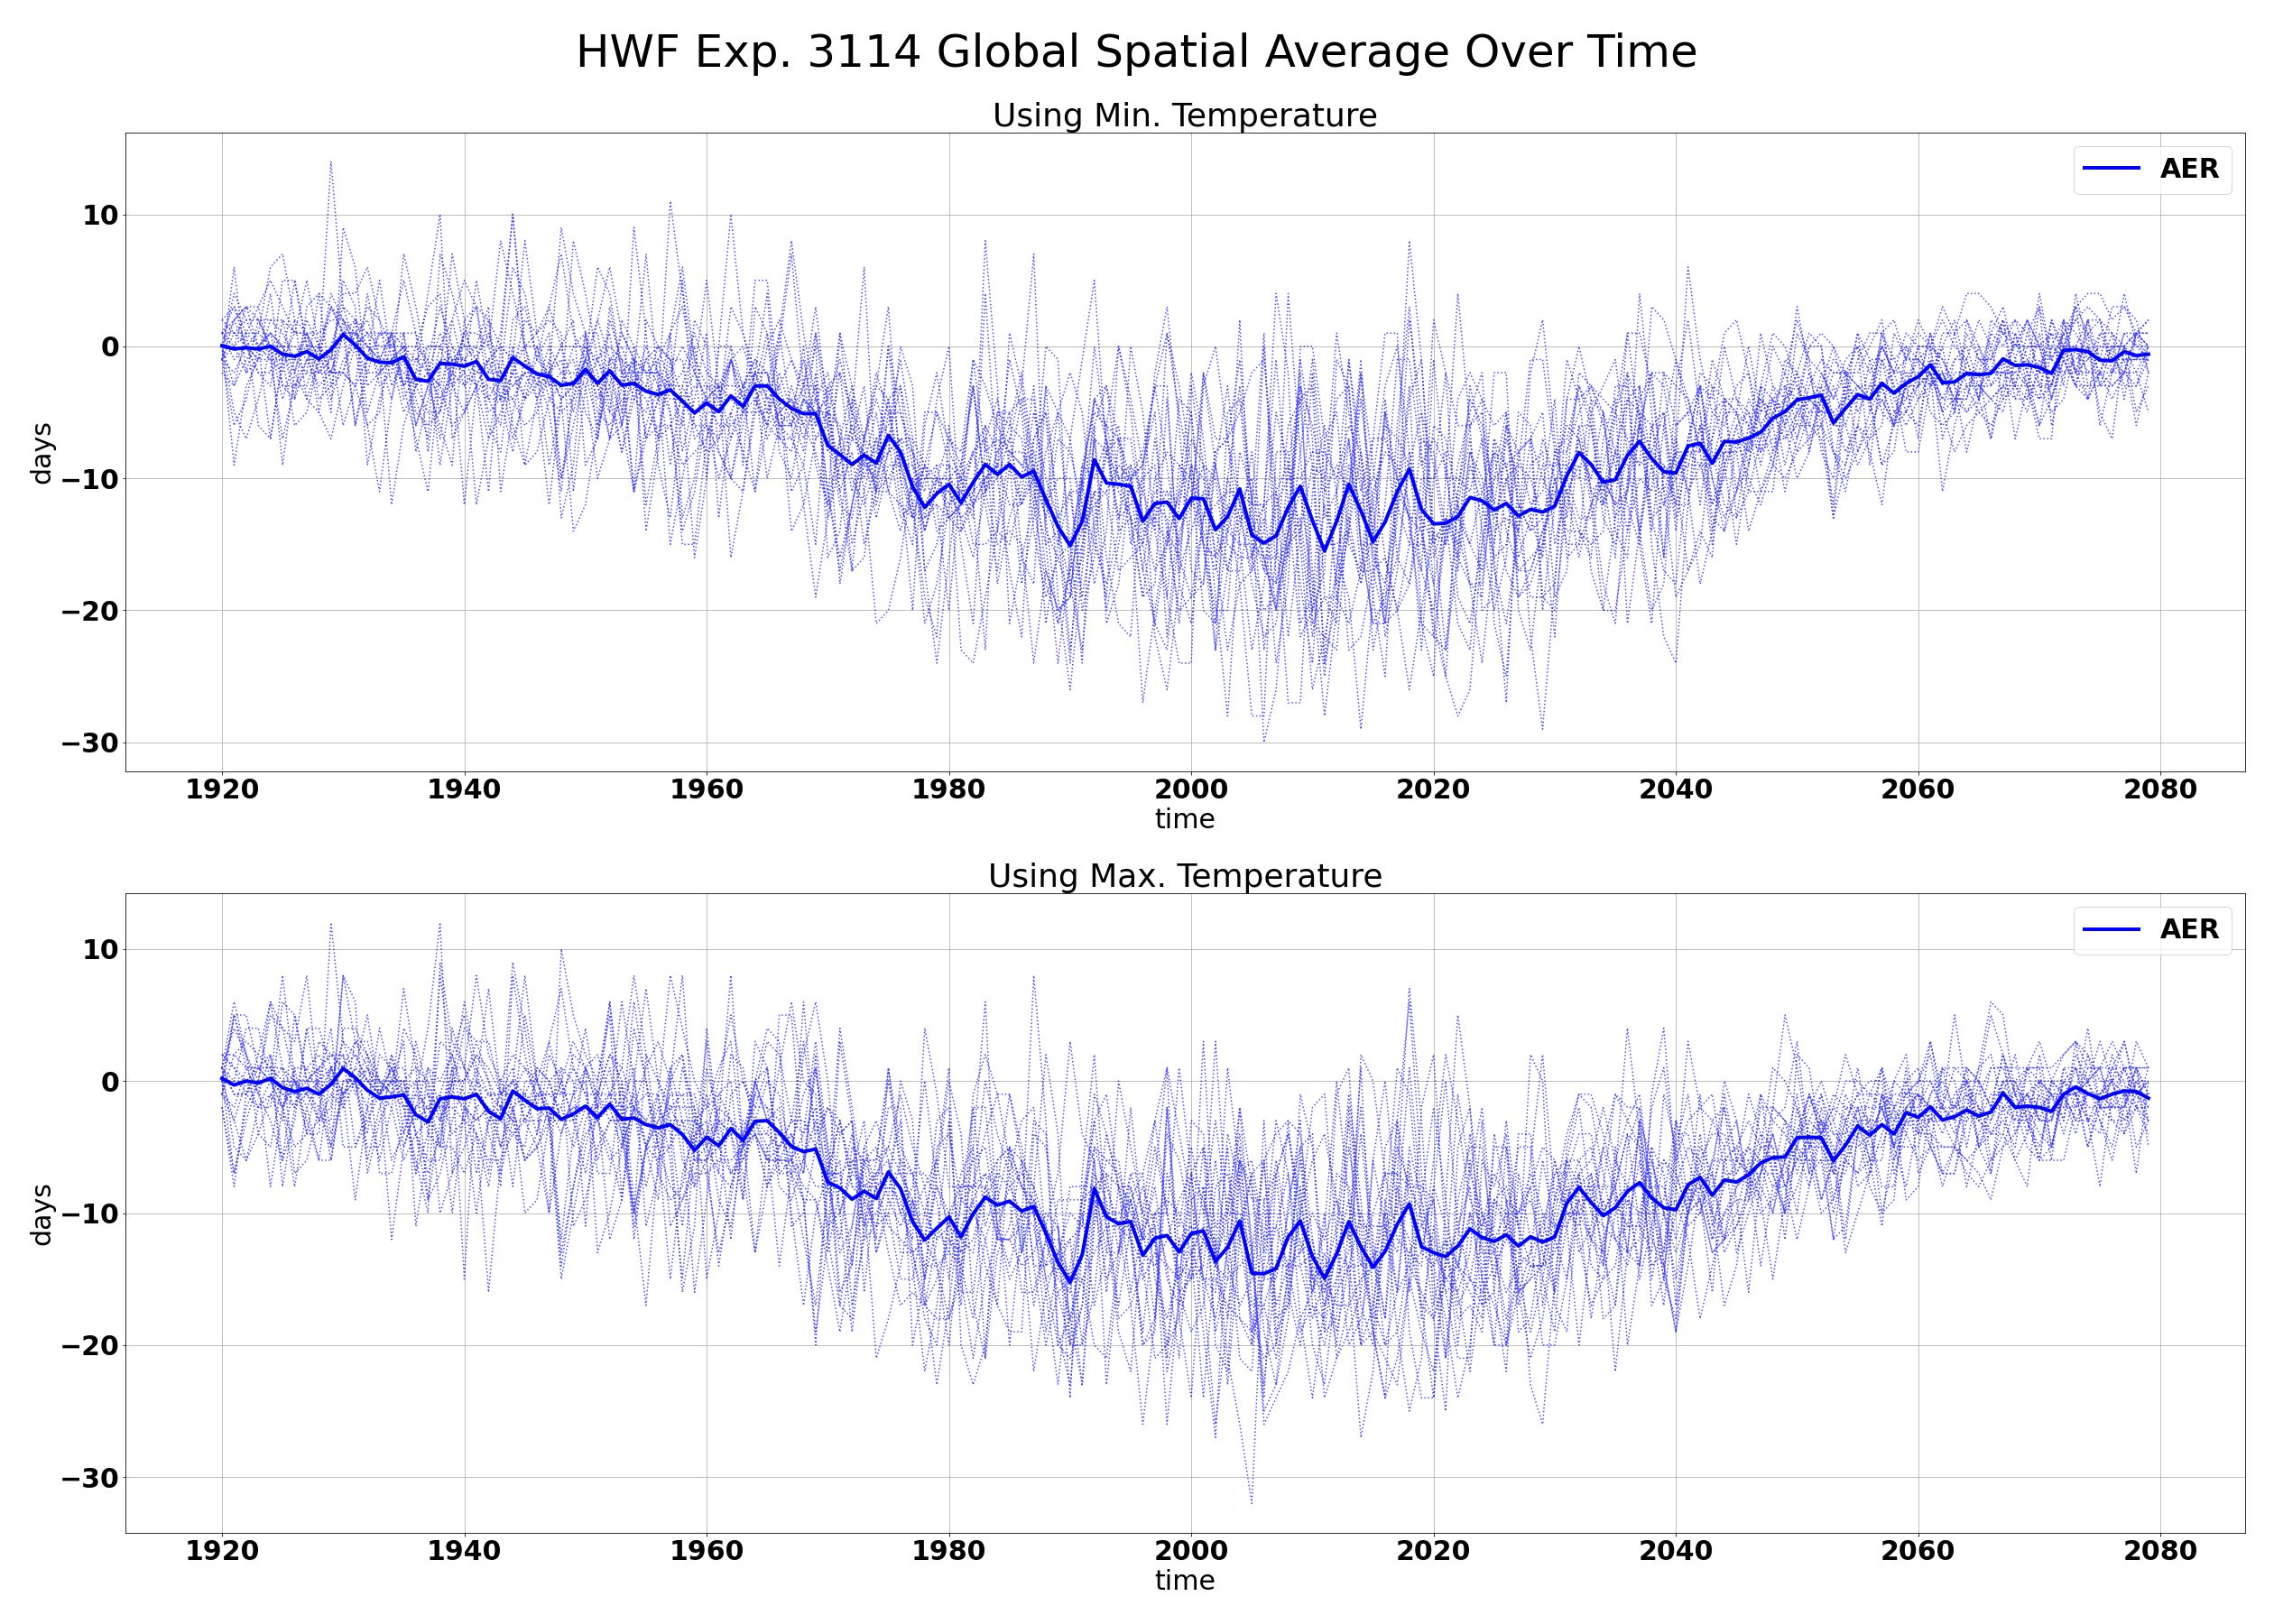 HWF Exp. 3114 Global Spatial Average Over Time
Using Min. Temperature
AER
10
0
−10
−20
−30
days
1920 1940 1960 1980 2000 2020 2040 2060 2080
time
Using Max. Temperature
AER
10
0
−10
−20
−30
days
1920 1940 1960 1980 2000 2020 2040 2060 2080
time